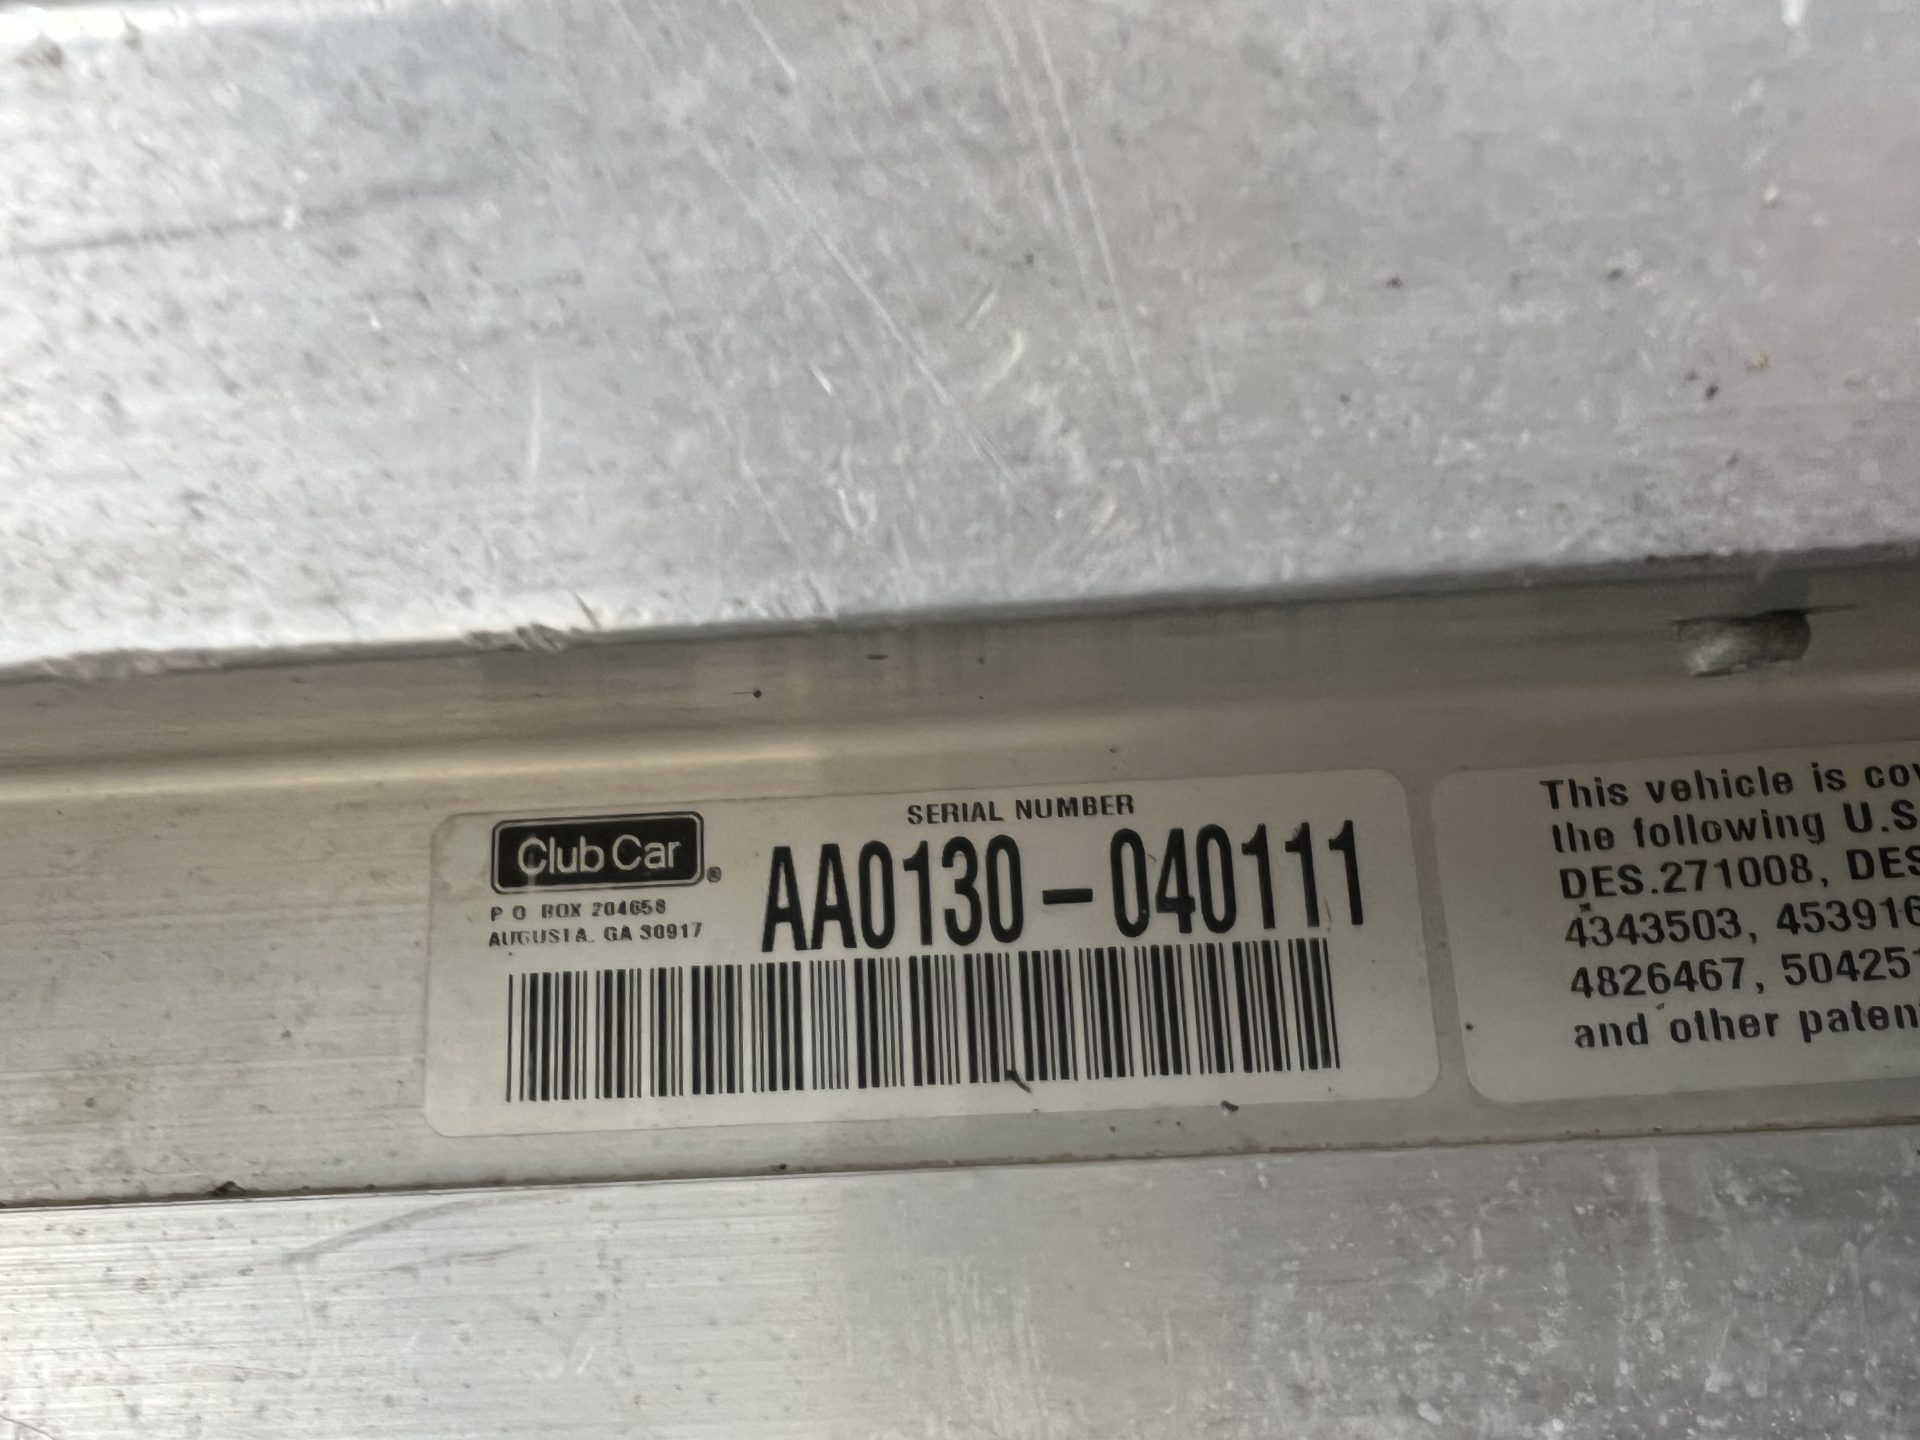 Club Car®
P O BOX 204658
AUGUSTA. GA 30917
SERIAL NUMBER
AA0130-040111
This vehicle is cov
the following U.S
DES.271008, DES
4343503, 453916
4826467, 504251
and other paten